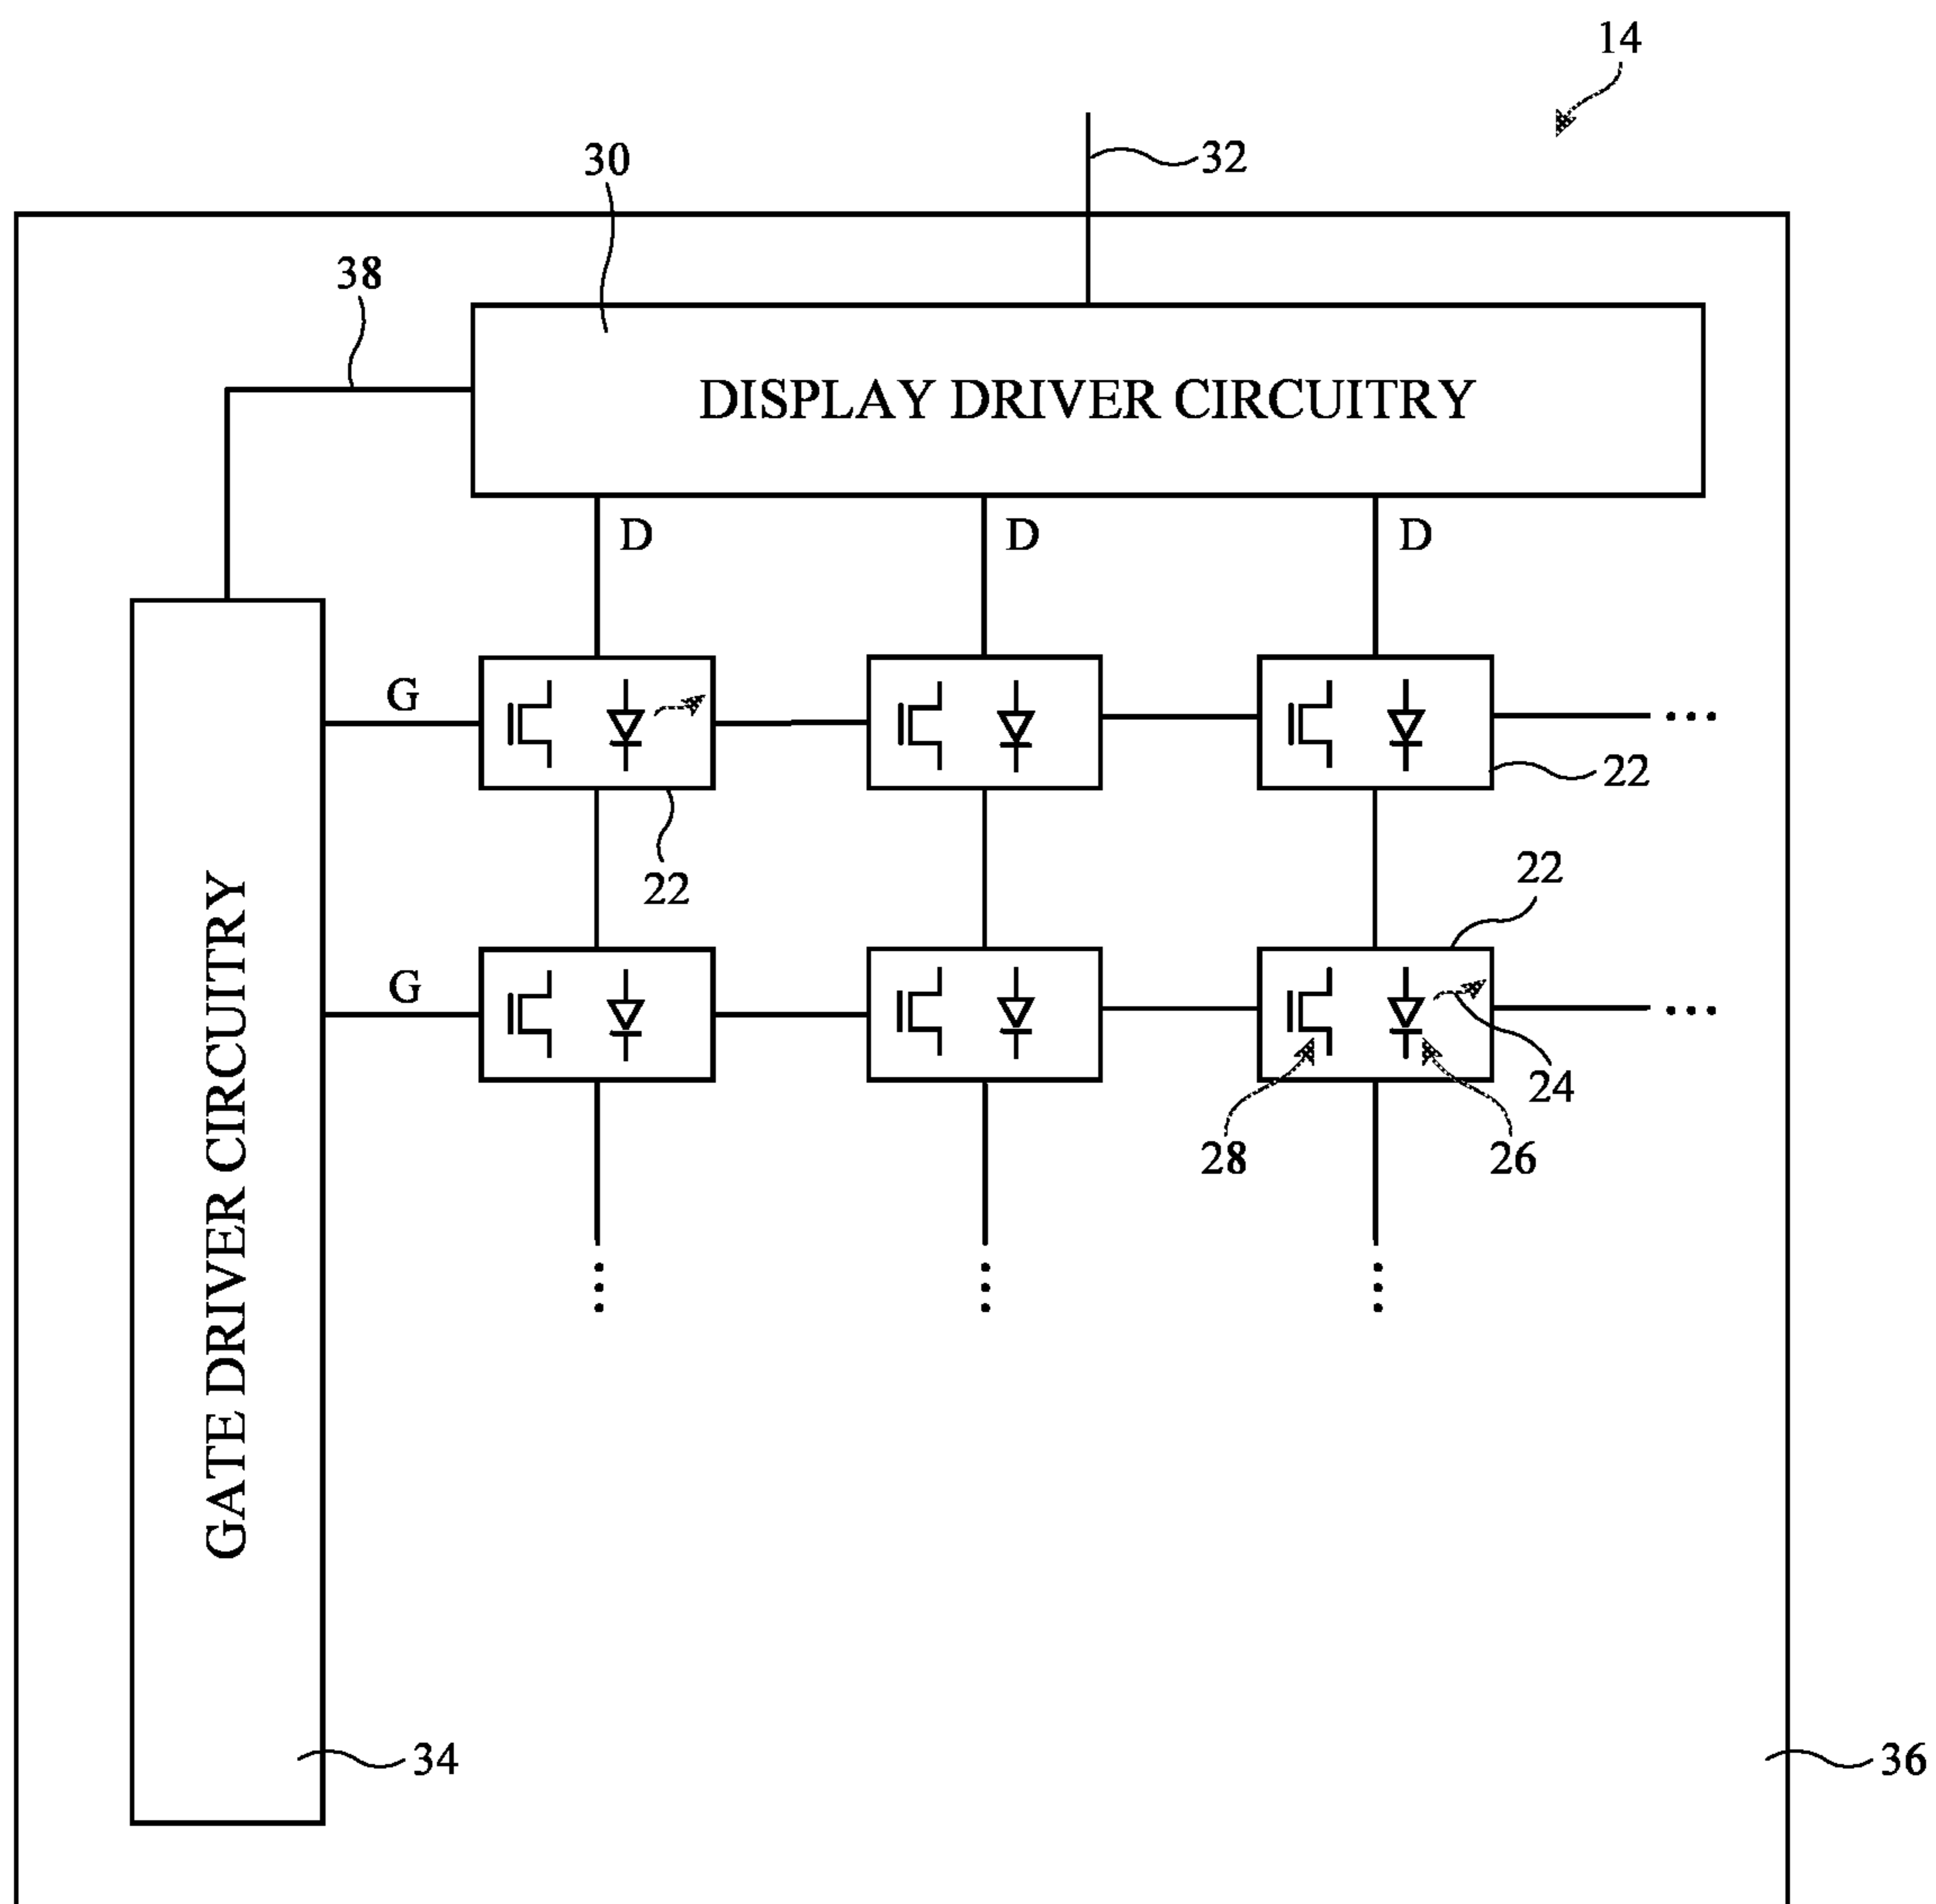 14
32
30
38
DISPLAY DRIVER CIRCUITRY
D
D
D
G
22
22
22
G
24
28
26
GATE DRIVER CIRCUITRY
34
36